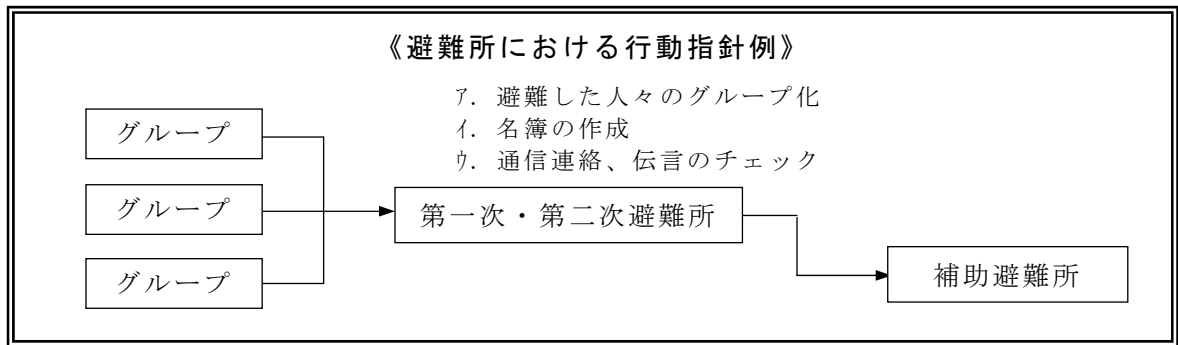 《避難所における行動指針例》
ｱ. 避難した人々のグループ化
ｲ. 名簿の作成
ｳ. 通信連絡、伝言のチェック
グループ
グループ
グループ
第一次・第二次避難所
補助避難所